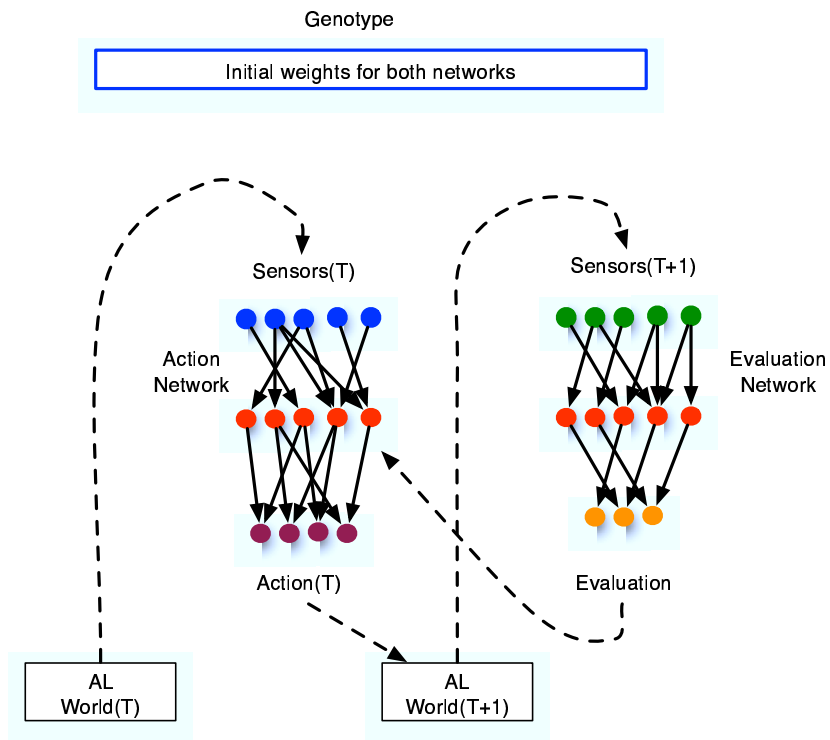 Genotype
Initial weights for both networks
Sensors(T)
Sensors(T+1)
Action
Network
Evaluation
Network
Action(T)
Evaluation
AL
World(T)
AL
World(T+1)